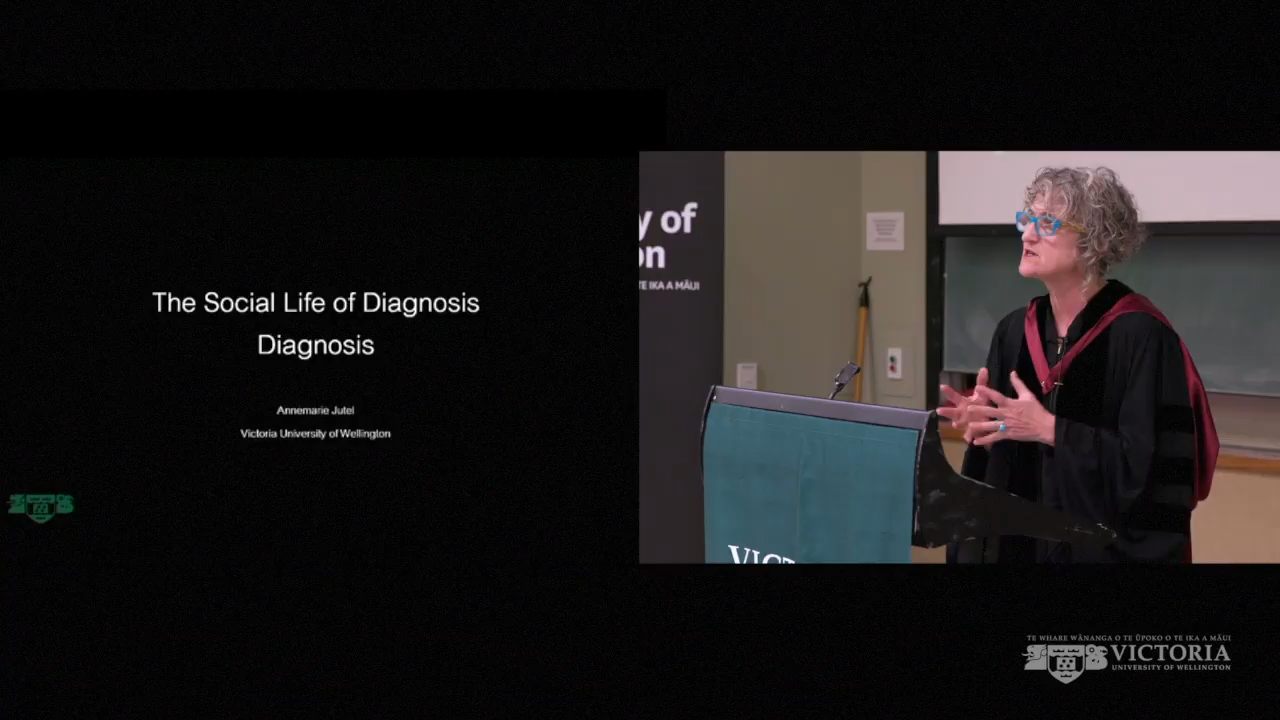 The Social Life of Diagnosis
Diagnosis
Annemarie Jutel
Victoria University of Wellington
y of
on
TE IKA A MĀUI
VICT
TE WHARE WĀNANGA O TE ŪPOKO O TE IKA A MĀUI
VICTORIA
UNIVERSITY OF WELLINGTON